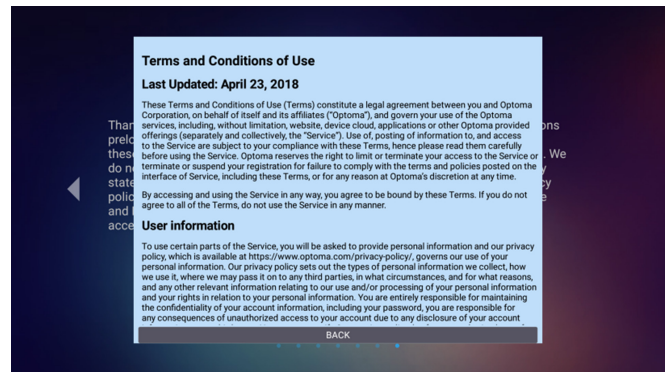 Terms and Conditions of Use
Last Updated: April 23, 2018
These Terms and Conditions of Use (Terms) constitute a legal agreement between you and Optoma
Corporation, on behalf of itself and its affiliates ("Optoma"), and govern your use of the Optoma
services, including, without limitation, website, device cloud, applications or other Optoma provided
offerings (separately and collectively, the "Service"). Use of, posting of information to, and access
to the Service are subject to your compliance with these Terms, hence please read them carefully
before using the Service. Optoma reserves the right to limit or terminate your access to the Service or
terminate or suspend your registration for failure to comply with the terms and policies posted on the
interface of Service, including these Terms, or for any reason at Optoma's discretion at any time.
By accessing and using the Service in any way, you agree to be bound by these Terms. If you do not
agree to all of the Terms, do not use the Service in any manner.
User information
To use certain parts of the Service, you will be asked to provide personal information and our privacy
policy, which is available at https://www.optoma.com/privacy-policy/, governs our use of your
personal information. Our privacy policy sets out the types of personal information we collect, how
we use it, where we may pass it on to any third parties, in what circumstances, and for what reasons,
and any other relevant information relating to our use and/or processing of your personal information
and your rights in relation to your personal information. You are entirely responsible for maintaining
the confidentiality of your account information, including your password, you are responsible for
any consequences of unauthorized access to your account due to any disclosure of your account
BACK